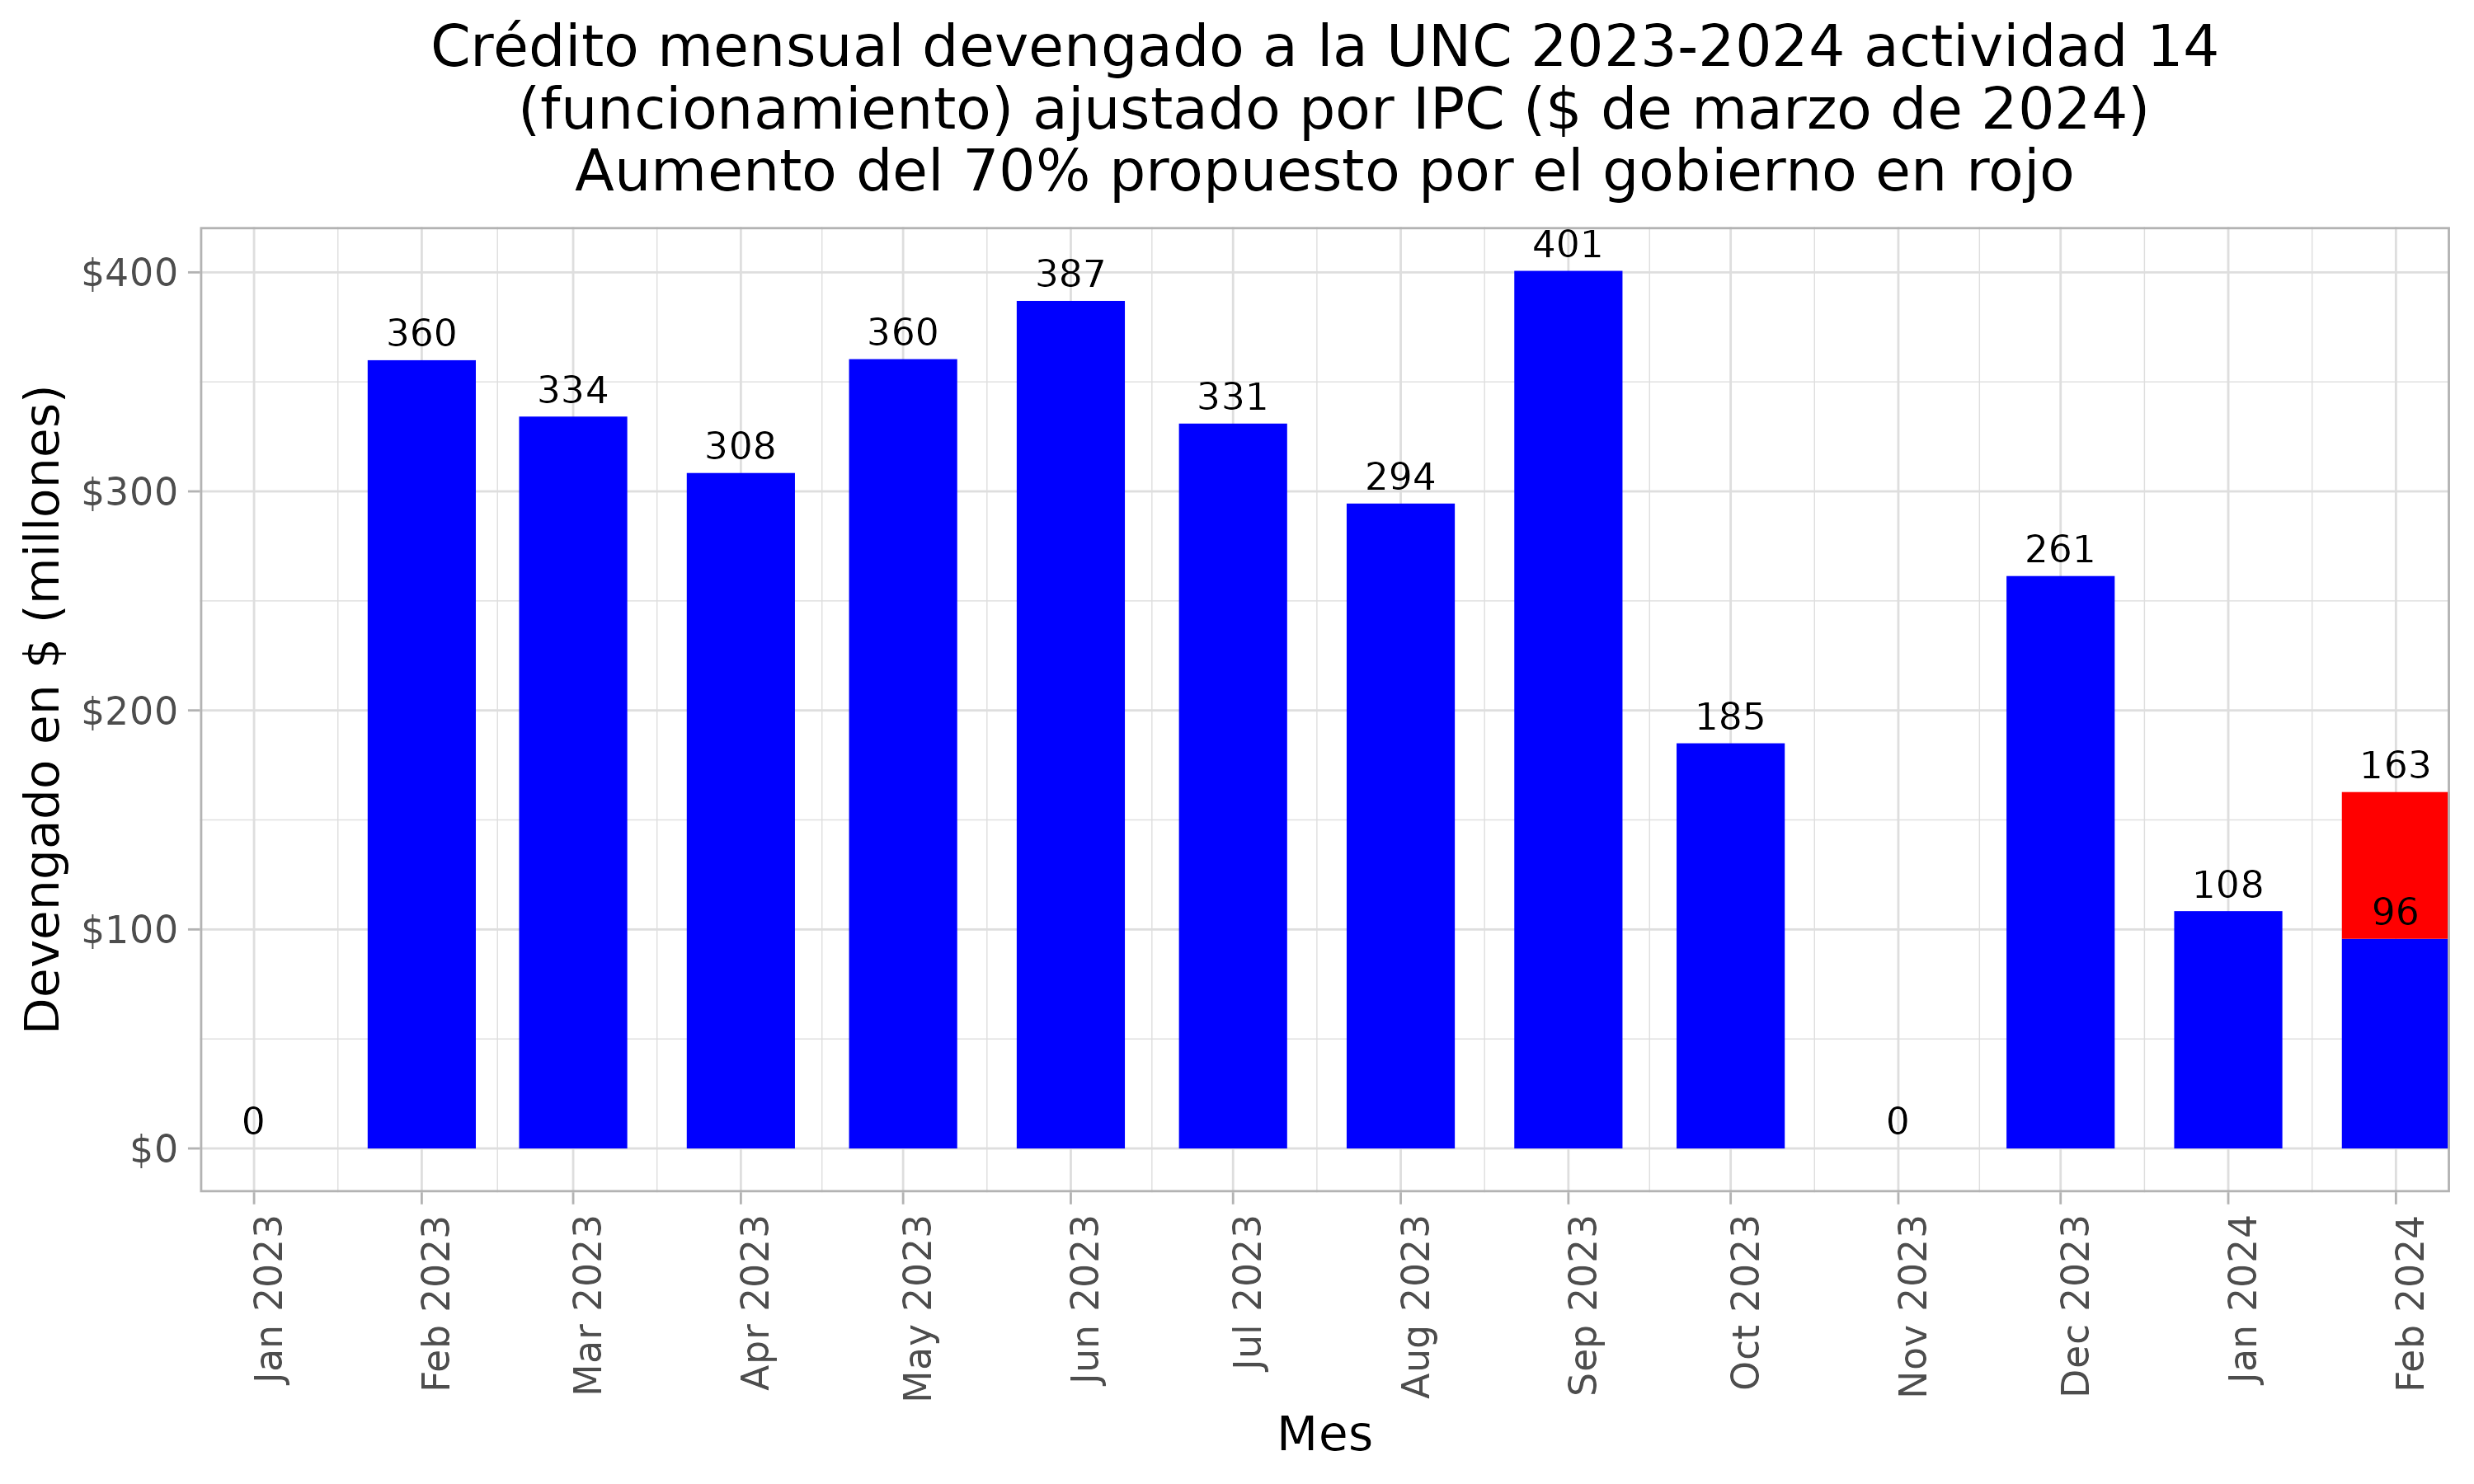 Crédito mensual devengado a la UNC 2023-2024 actividad 14
(funcionamiento) ajustado por IPC ($ de marzo de 2024)
Aumento del 70% propuesto por el gobierno en rojo
Devengado en $ (millones)
$400
$300
$200
$100
$0
0
360
334
308
360
387
331
294
401
185
0
261
108
163
96
Jan 2023
Feb 2023
Mar 2023
Apr 2023
May 2023
Jun 2023
Jul 2023
Aug 2023
Sep 2023
Oct 2023
Nov 2023
Dec 2023
Jan 2024
Feb 2024
Mes